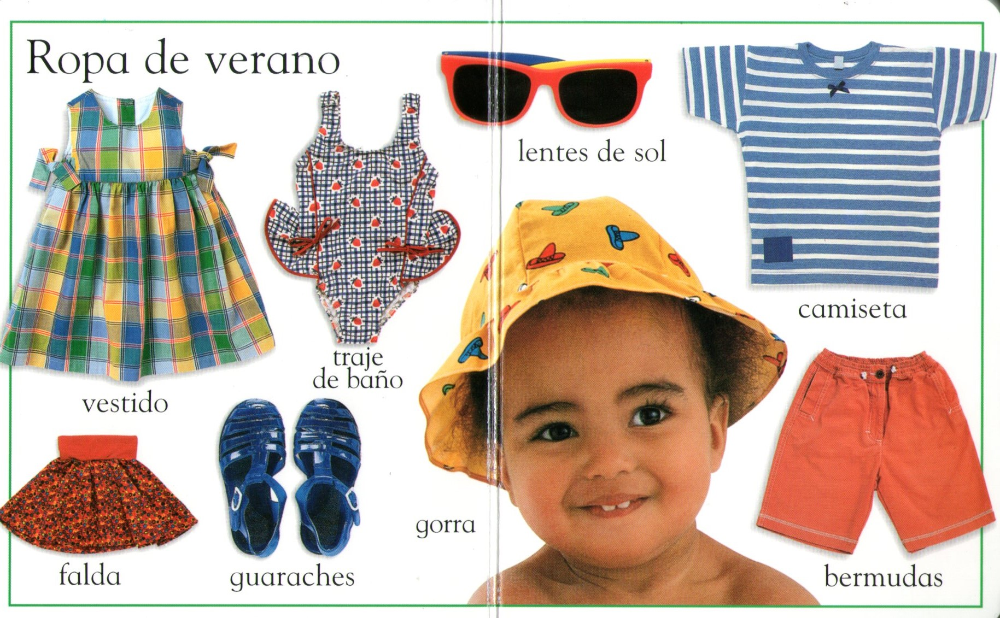 Ropa de verano
lentes de sol
camiseta
traje
de baño
vestido
gorra
falda
guaraches
bermudas